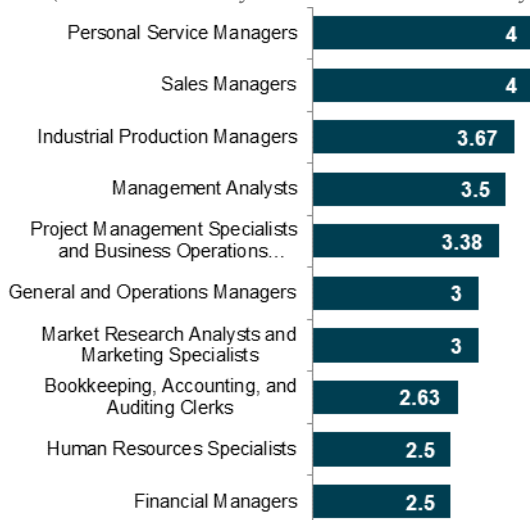 Personal Service Managers 4
Sales Managers 4
Industrial Production Managers 3.67
Management Analysts 3.5
Project Management Specialists
and Business Operations... 3.38
General and Operations Managers 3
Market Research Analysts and
Marketing Specialists 3
Bookkeeping, Accounting, and
Auditing Clerks 2.63
Human Resources Specialists 2.5
Financial Managers 2.5